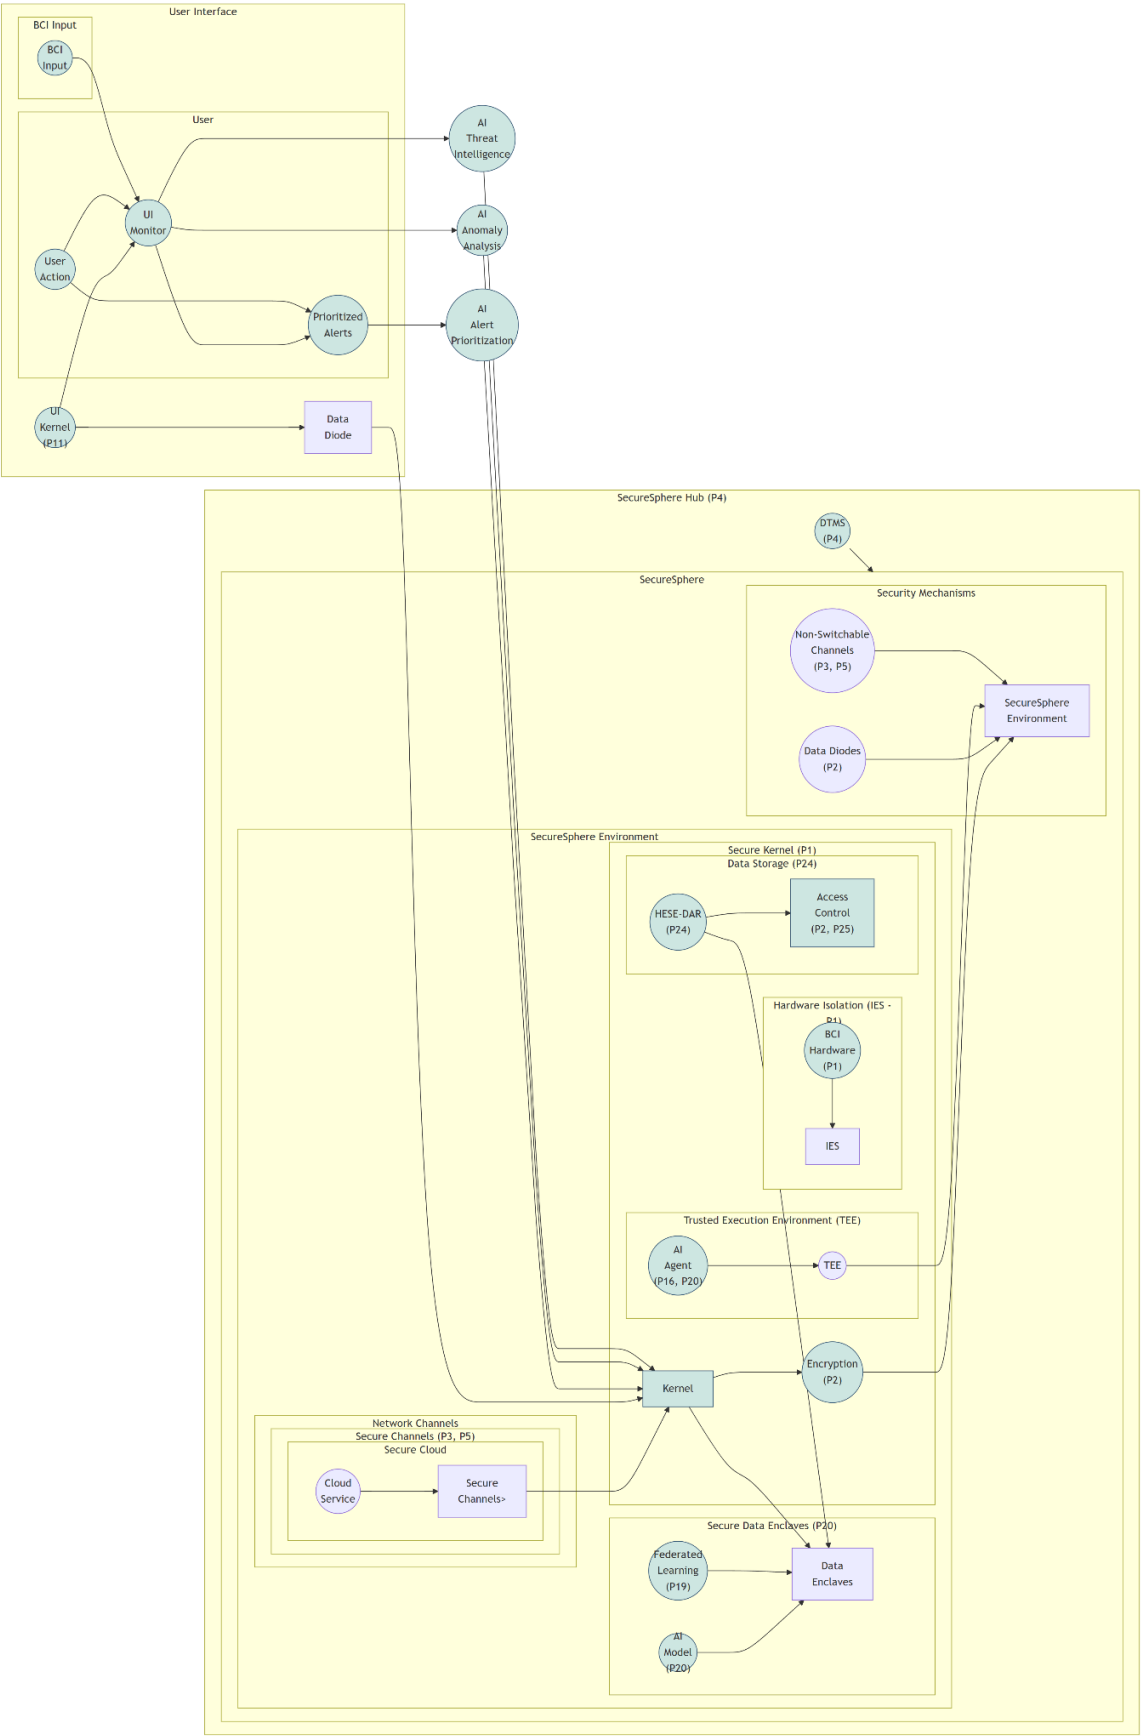 User Interface
BCI Input
BCI
Input
User
AI
Threat
Intelligence
UI
Monitor
AI
Anomaly
Analysis
User
Action
Prioritized
Alerts
AI
Alert
Prioritization
UI
Kernel
(P11)
Data
Diode
SecureSphere Hub (P4)
DTMS
(P4)
SecureSphere
Security Mechanisms
Non-Switchable
Channels
(P3, P5)
SecureSphere
Environment
Data Diodes
(P2)
SecureSphere Environment
Secure Kernel (P1)
Data Storage (P24)
HESE-DAR
(P24)
Access
Control
(P2, P25)
Hardware Isolation (IES -
P1)
BCI
Hardware
(P1)
IES
Trusted Execution Environment (TEE)
AI
Agent
(P16, P20)
TEE
Encryption
(P2)
Kernel
Network Channels
Secure Channels (P3, P5)
Secure Cloud
Cloud
Service
Secure
Channels>
Secure Data Enclaves (P20)
Federated
Learning
(P19)
Data
Enclaves
AI
Model
(P20)